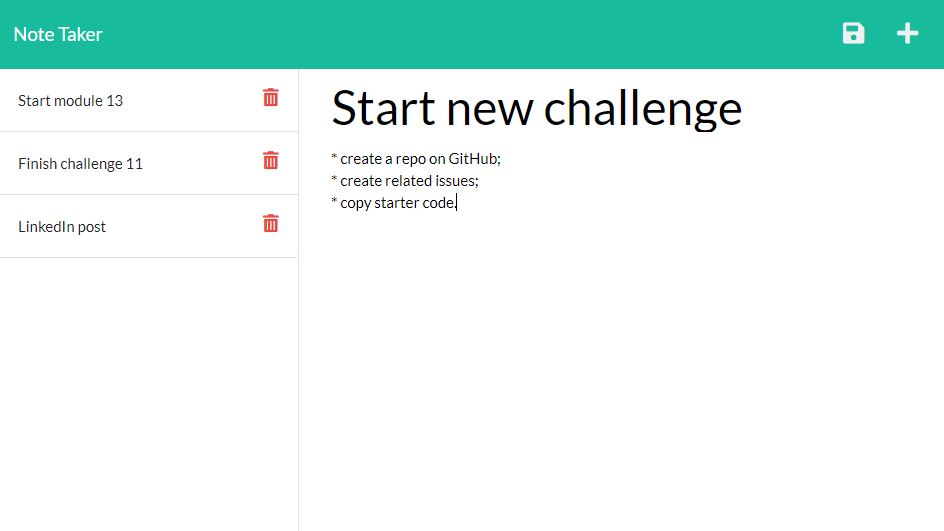 Note Taker
Start module 13
Finish challenge 11
LinkedIn post
Start new challenge
* create a repo on GitHub;
* create related issues;
* copy starter code.